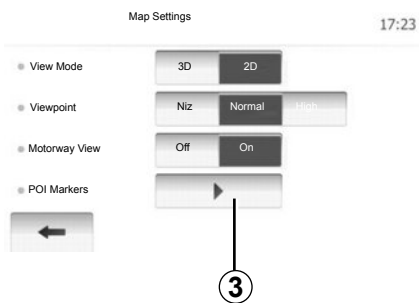 Map Settings
17:23
View Mode 3D 2D
Viewpoint Niz Normal High
Motorway View Off On
POI Markers
3